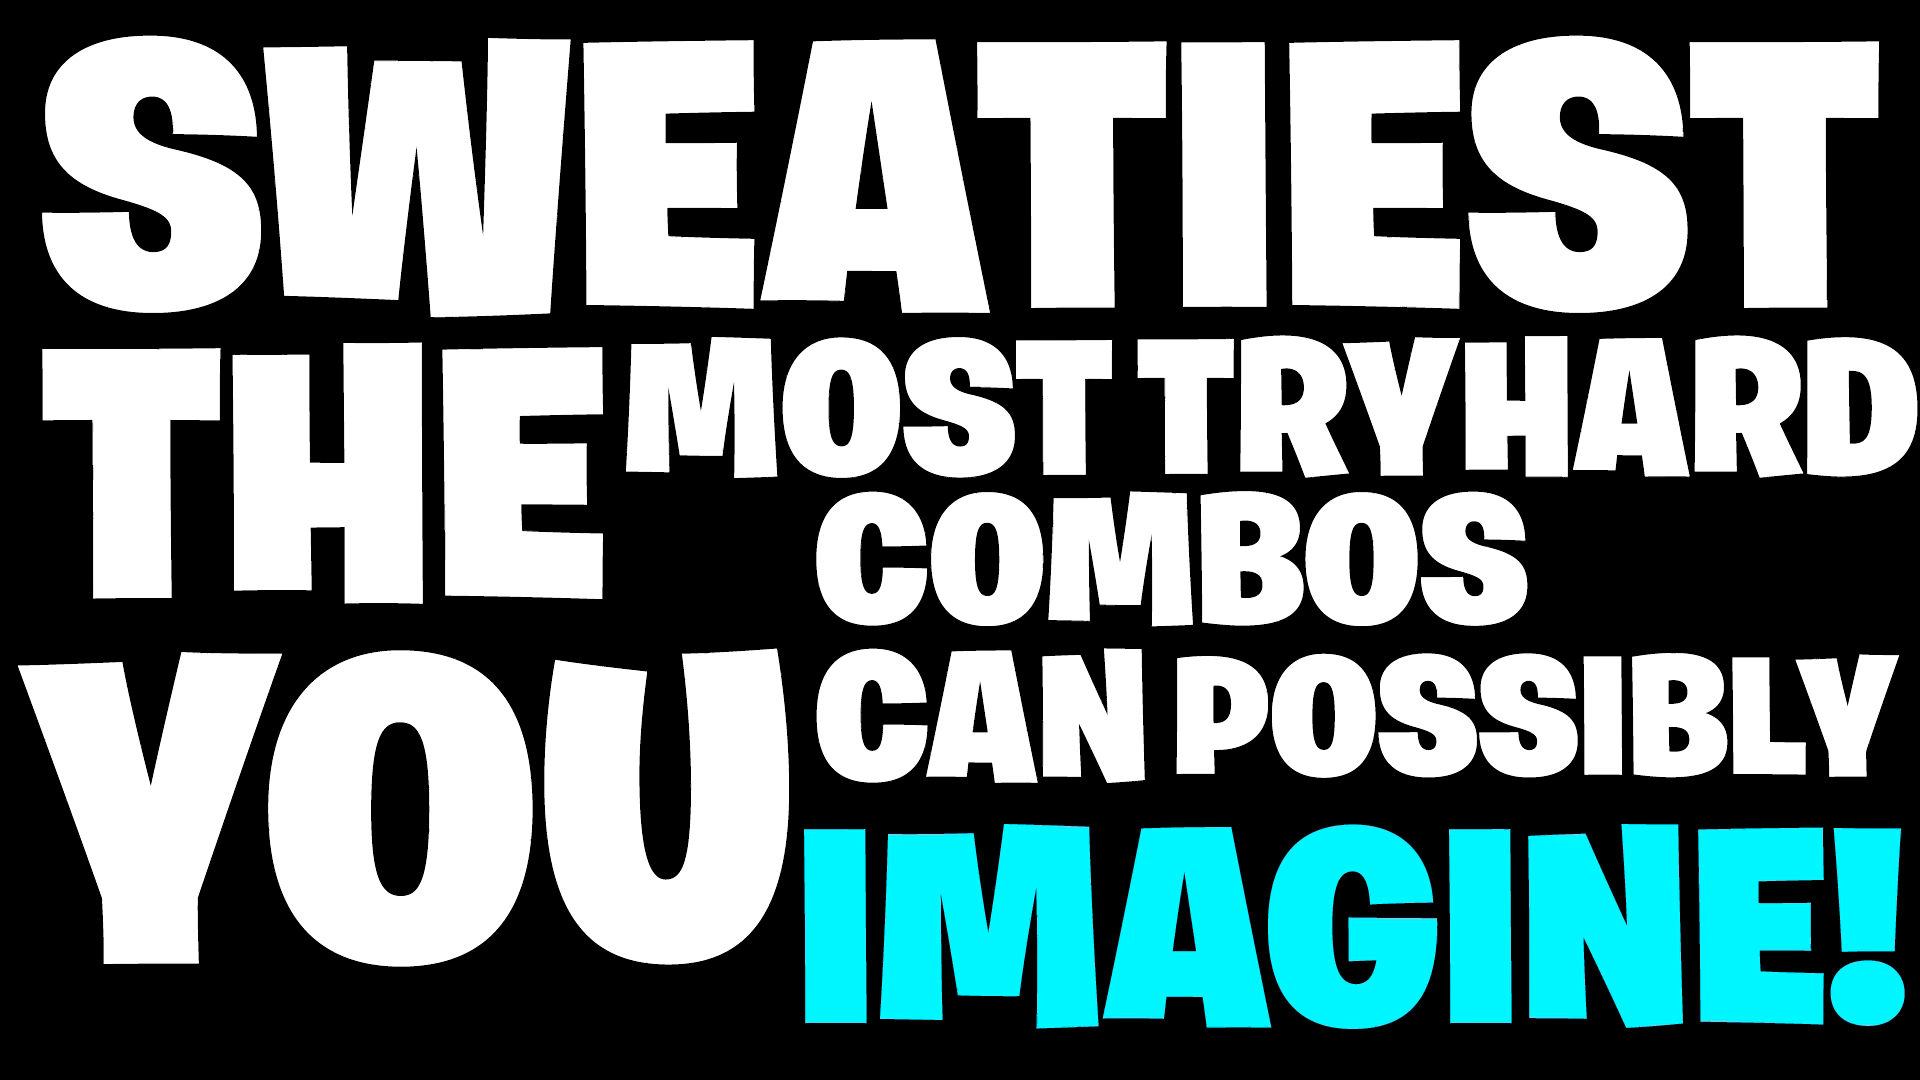 SWEATIEST
THE MOST TRYHARD
COMBOS
YOU CAN POSSIBLY
IMAGINE!